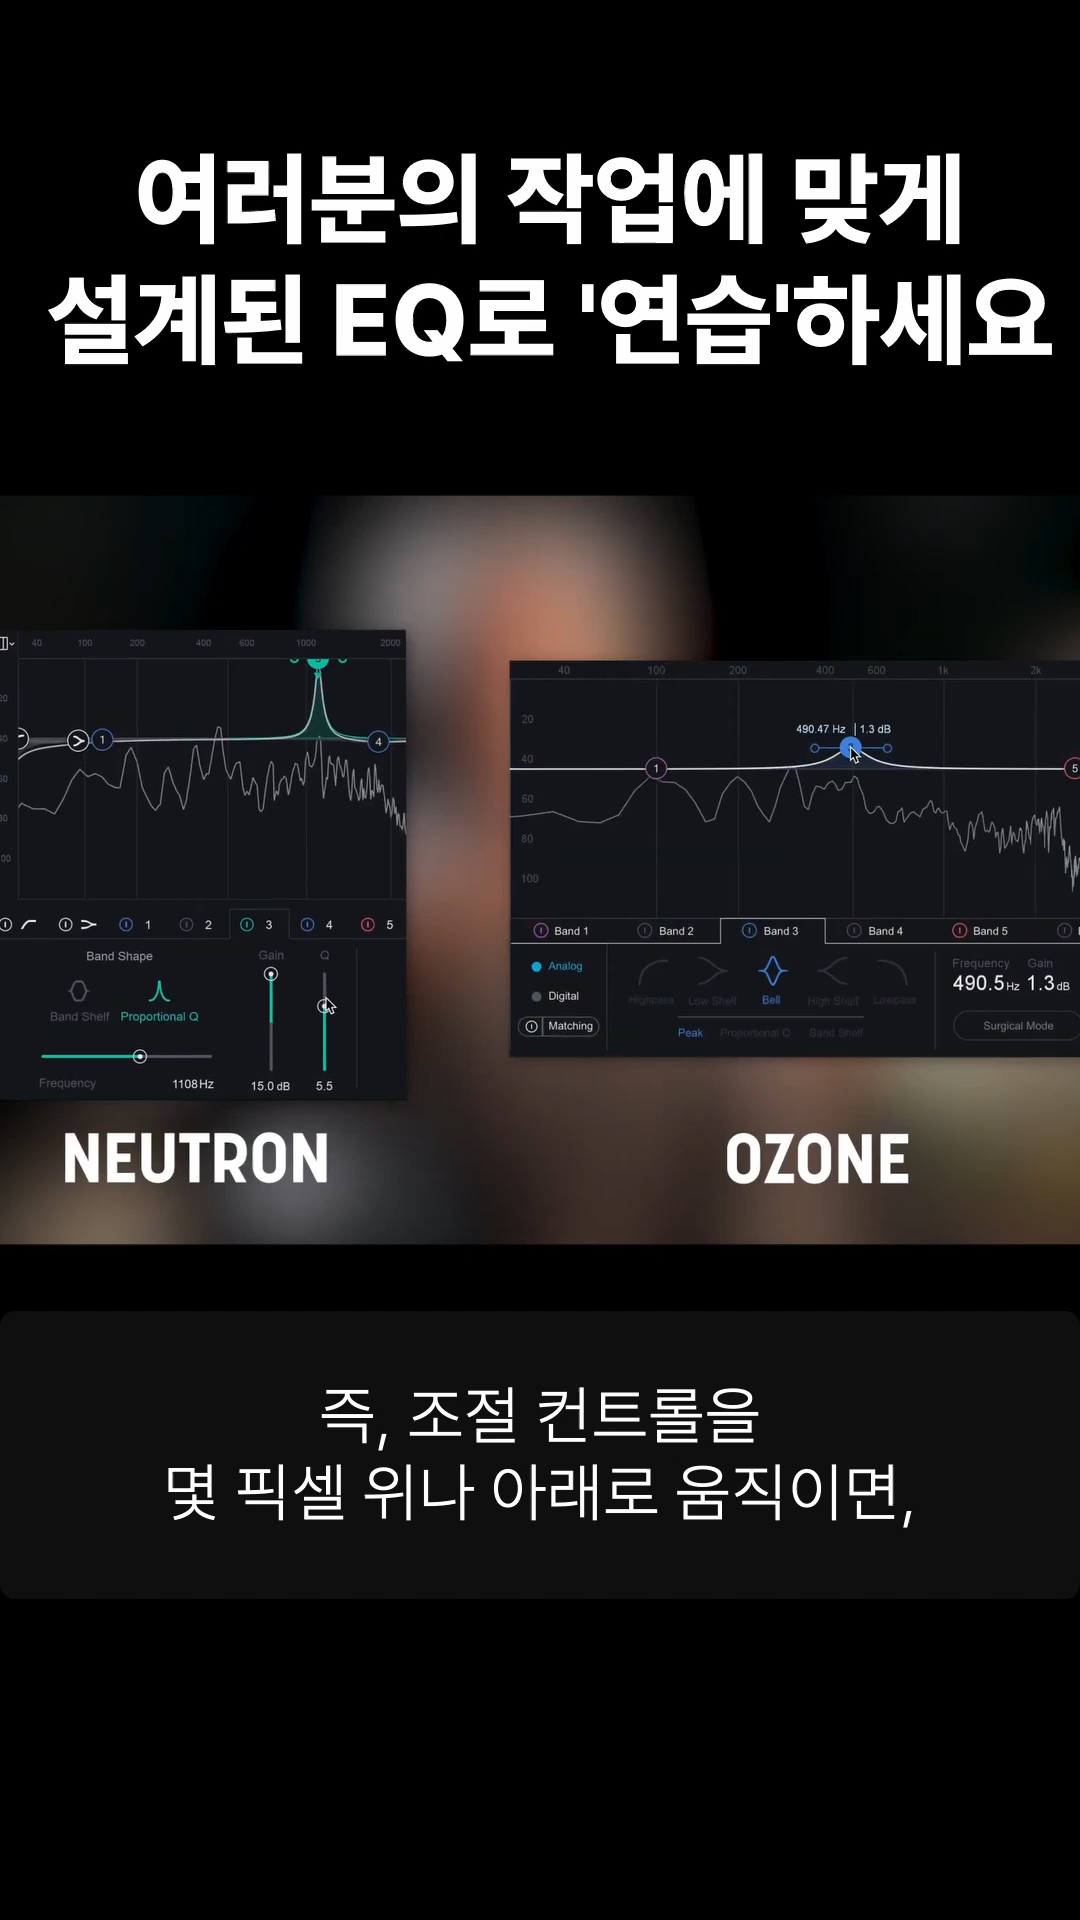 여러분의 작업에 맞게
설계된 EQ로 '연습'하세요
40 100 200 400 600 1000 2000
1 4
1 2 3 4 5
Band Shape Gain Q
Band Shelf Proportional Q
Frequency 1108 Hz 15.0 dB 5.5
NEUTRON
40 100 200 400 600 1k 2k
490.47 Hz | 1.3 dB
20
40
60
80
100
1 5
Band 1 Band 2 Band 3 Band 4 Band 5
Analog
Digital
Matching
Highpass Low Shelf Bell High Shelf Lowpass
Peak Proportional Q Band Shelf
Frequency Gain
490.5 Hz 1.3 dB
Surgical Mode
OZONE
즉, 조절 컨트롤을
몇 픽셀 위나 아래로 움직이면,